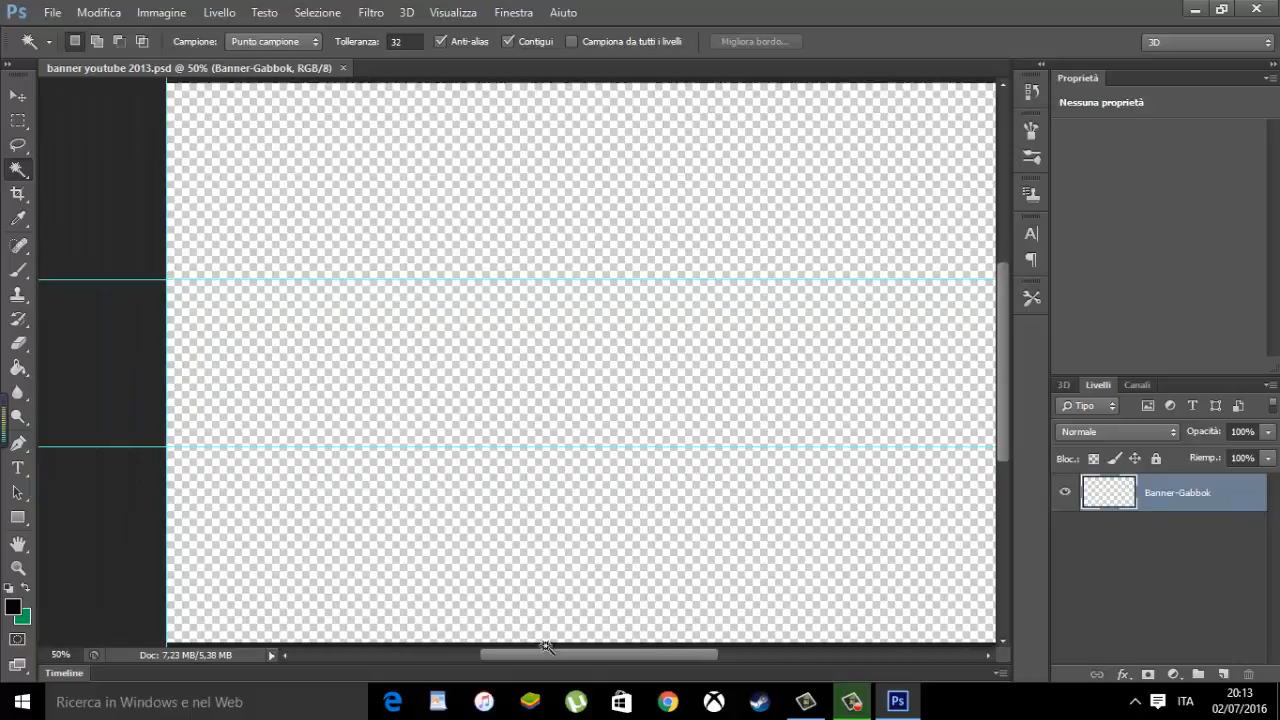 Ps File Modifica Immagine Livello Testo Selezione Filtro 3D Visualizza Finestra Aiuto
Campione: Punto campione Tolleranza: 32 Anti-alias Contigui Campiona da tutti i livelli Migliora bordo... 3D
banner youtube 2013.psd @ 50% (Banner-Gabbok, RGB/8) ×
Proprietà
Nessuna proprietà
3D Livelli Canali
Tipo
Normale Opacità: 100%
Bloc.: Riemp.: 100%
Banner-Gabbok
50% Doc: 7,23 MB/5,38 MB
Timeline
Ricerca in Windows e nel Web
Ps
ITA
20:13
02/07/2016